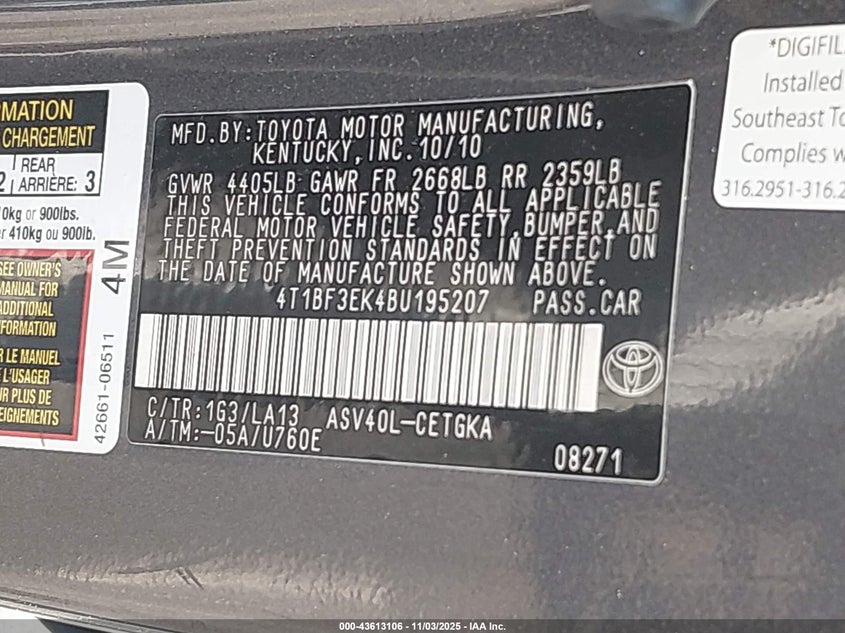 RMATION
CHARGEMENT
2 | REAR
ARRIÈRE: 3
10kg or 900lbs.
er 410kg ou 900lb.
SEE OWNER'S
MANUAL FOR
ADDITIONAL
INFORMATION
R LE MANUEL
L'USAGER
UR PLUS DE
EIGNEMENTS
4M
42661-06511
MFD.BY:TOYOTA MOTOR MANUFACTURING,
KENTUCKY,INC.10/10
GVWR 4405LB GAWR FR 2668LB RR 2359LB
THIS VEHICLE CONFORMS TO ALL APPLICABLE
FEDERAL MOTOR VEHICLE SAFETY,BUMPER,AND
THEFT PREVENTION STANDARDS IN EFFECT ON
THE DATE OF MANUFACTURE SHOWN ABOVE.
4T1BF3EK4BU195207 PASS.CAR
C/TR:1G3/LA13 ASV40L-CETGKA
A/TM:-05A/U760E
08271
*DIGIFIL
Installed
Southeast To
Complies w
316.2951-316.2
000-43613106 - 11/03/2025 - IAA Inc.